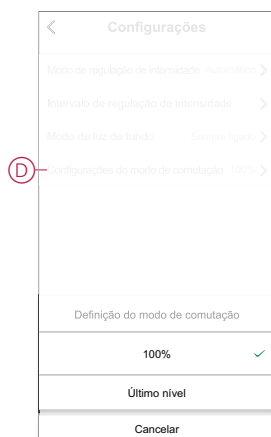 Configurações
Modo de regulação de intensidade Automático
Intervalo de regulação de intensidade
Modo de luz de fundo Sempre ligado
D
Configurações do modo de comutação 100%
Definição do modo de comutação
100%
Último nível
Cancelar